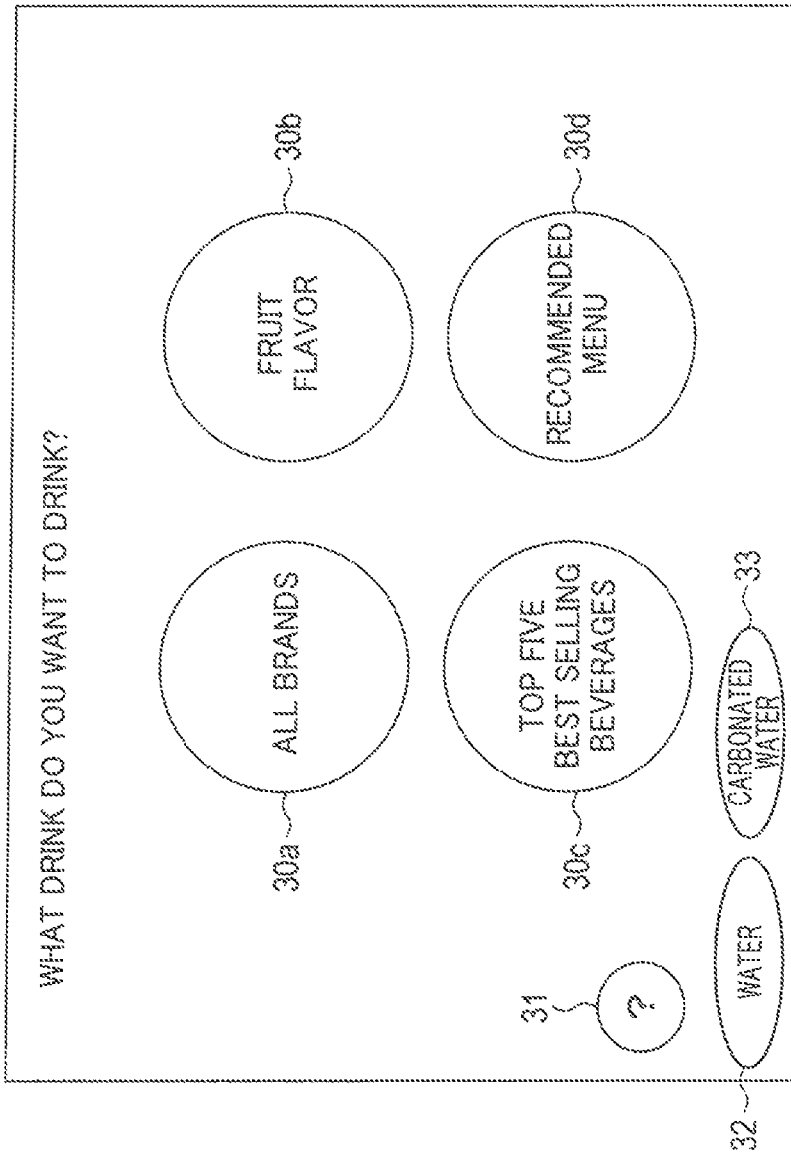 WHAT DRINK DO YOU WANT TO DRINK?
30a
ALL BRANDS
FRUIT
FLAVOR
30b
30c
TOP FIVE
BEST SELLING
BEVERAGES
RECOMMENDED
MENU
30d
31
?
32
WATER
CARBONATED
WATER
33